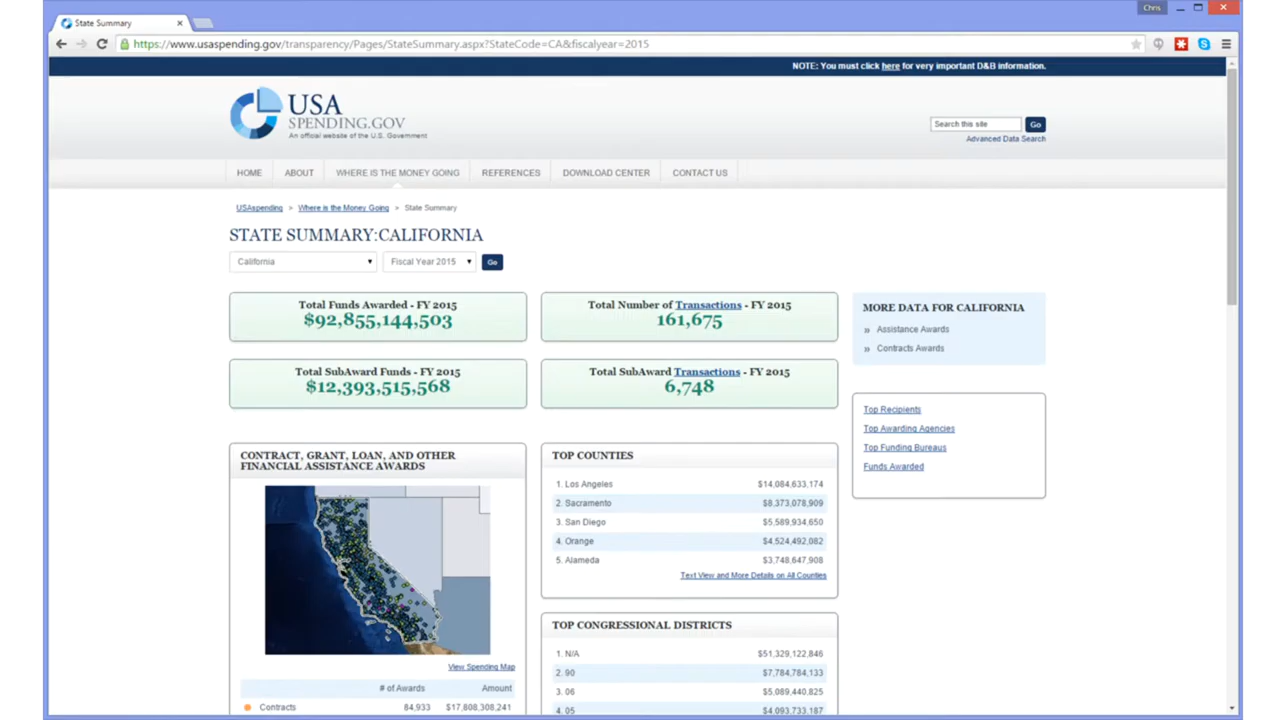 Chris
State Summary
https://www.usaspending.gov/transparency/Pages/StateSummary.aspx?StateCode=CA&fiscalyear=2015
NOTE: You must click here for very important D&B information.
USA
SPENDING.GOV
An official website of the U.S. Government
Search this site
Go
Advanced Data Search
HOME ABOUT WHERE IS THE MONEY GOING REFERENCES DOWNLOAD CENTER CONTACT US
USAspending » Where is the Money Going » State Summary
STATE SUMMARY:CALIFORNIA
California Fiscal Year 2015 Go
Total Funds Awarded - FY 2015
$92,855,144,503
Total Number of Transactions - FY 2015
161,675
Total SubAward Funds - FY 2015
$12,393,515,568
Total SubAward Transactions - FY 2015
6,748
MORE DATA FOR CALIFORNIA
» Assistance Awards
» Contracts Awards
Top Recipients
Top Awarding Agencies
Top Funding Bureaus
Funds Awarded
CONTRACT, GRANT, LOAN, AND OTHER
FINANCIAL ASSISTANCE AWARDS
View Spending Map
# of Awards Amount
Contracts 84,933 $17,808,308,241
TOP COUNTIES
1. Los Angeles $14,084,633,174
2. Sacramento $8,373,078,909
3. San Diego $5,589,934,650
4. Orange $4,524,492,082
5. Alameda $3,748,647,908
Text View and More Details on All Counties
TOP CONGRESSIONAL DISTRICTS
1. N/A $51,329,122,846
2. 90 $7,784,784,133
3. 06 $5,089,440,825
4. 05 $4,093,733,187